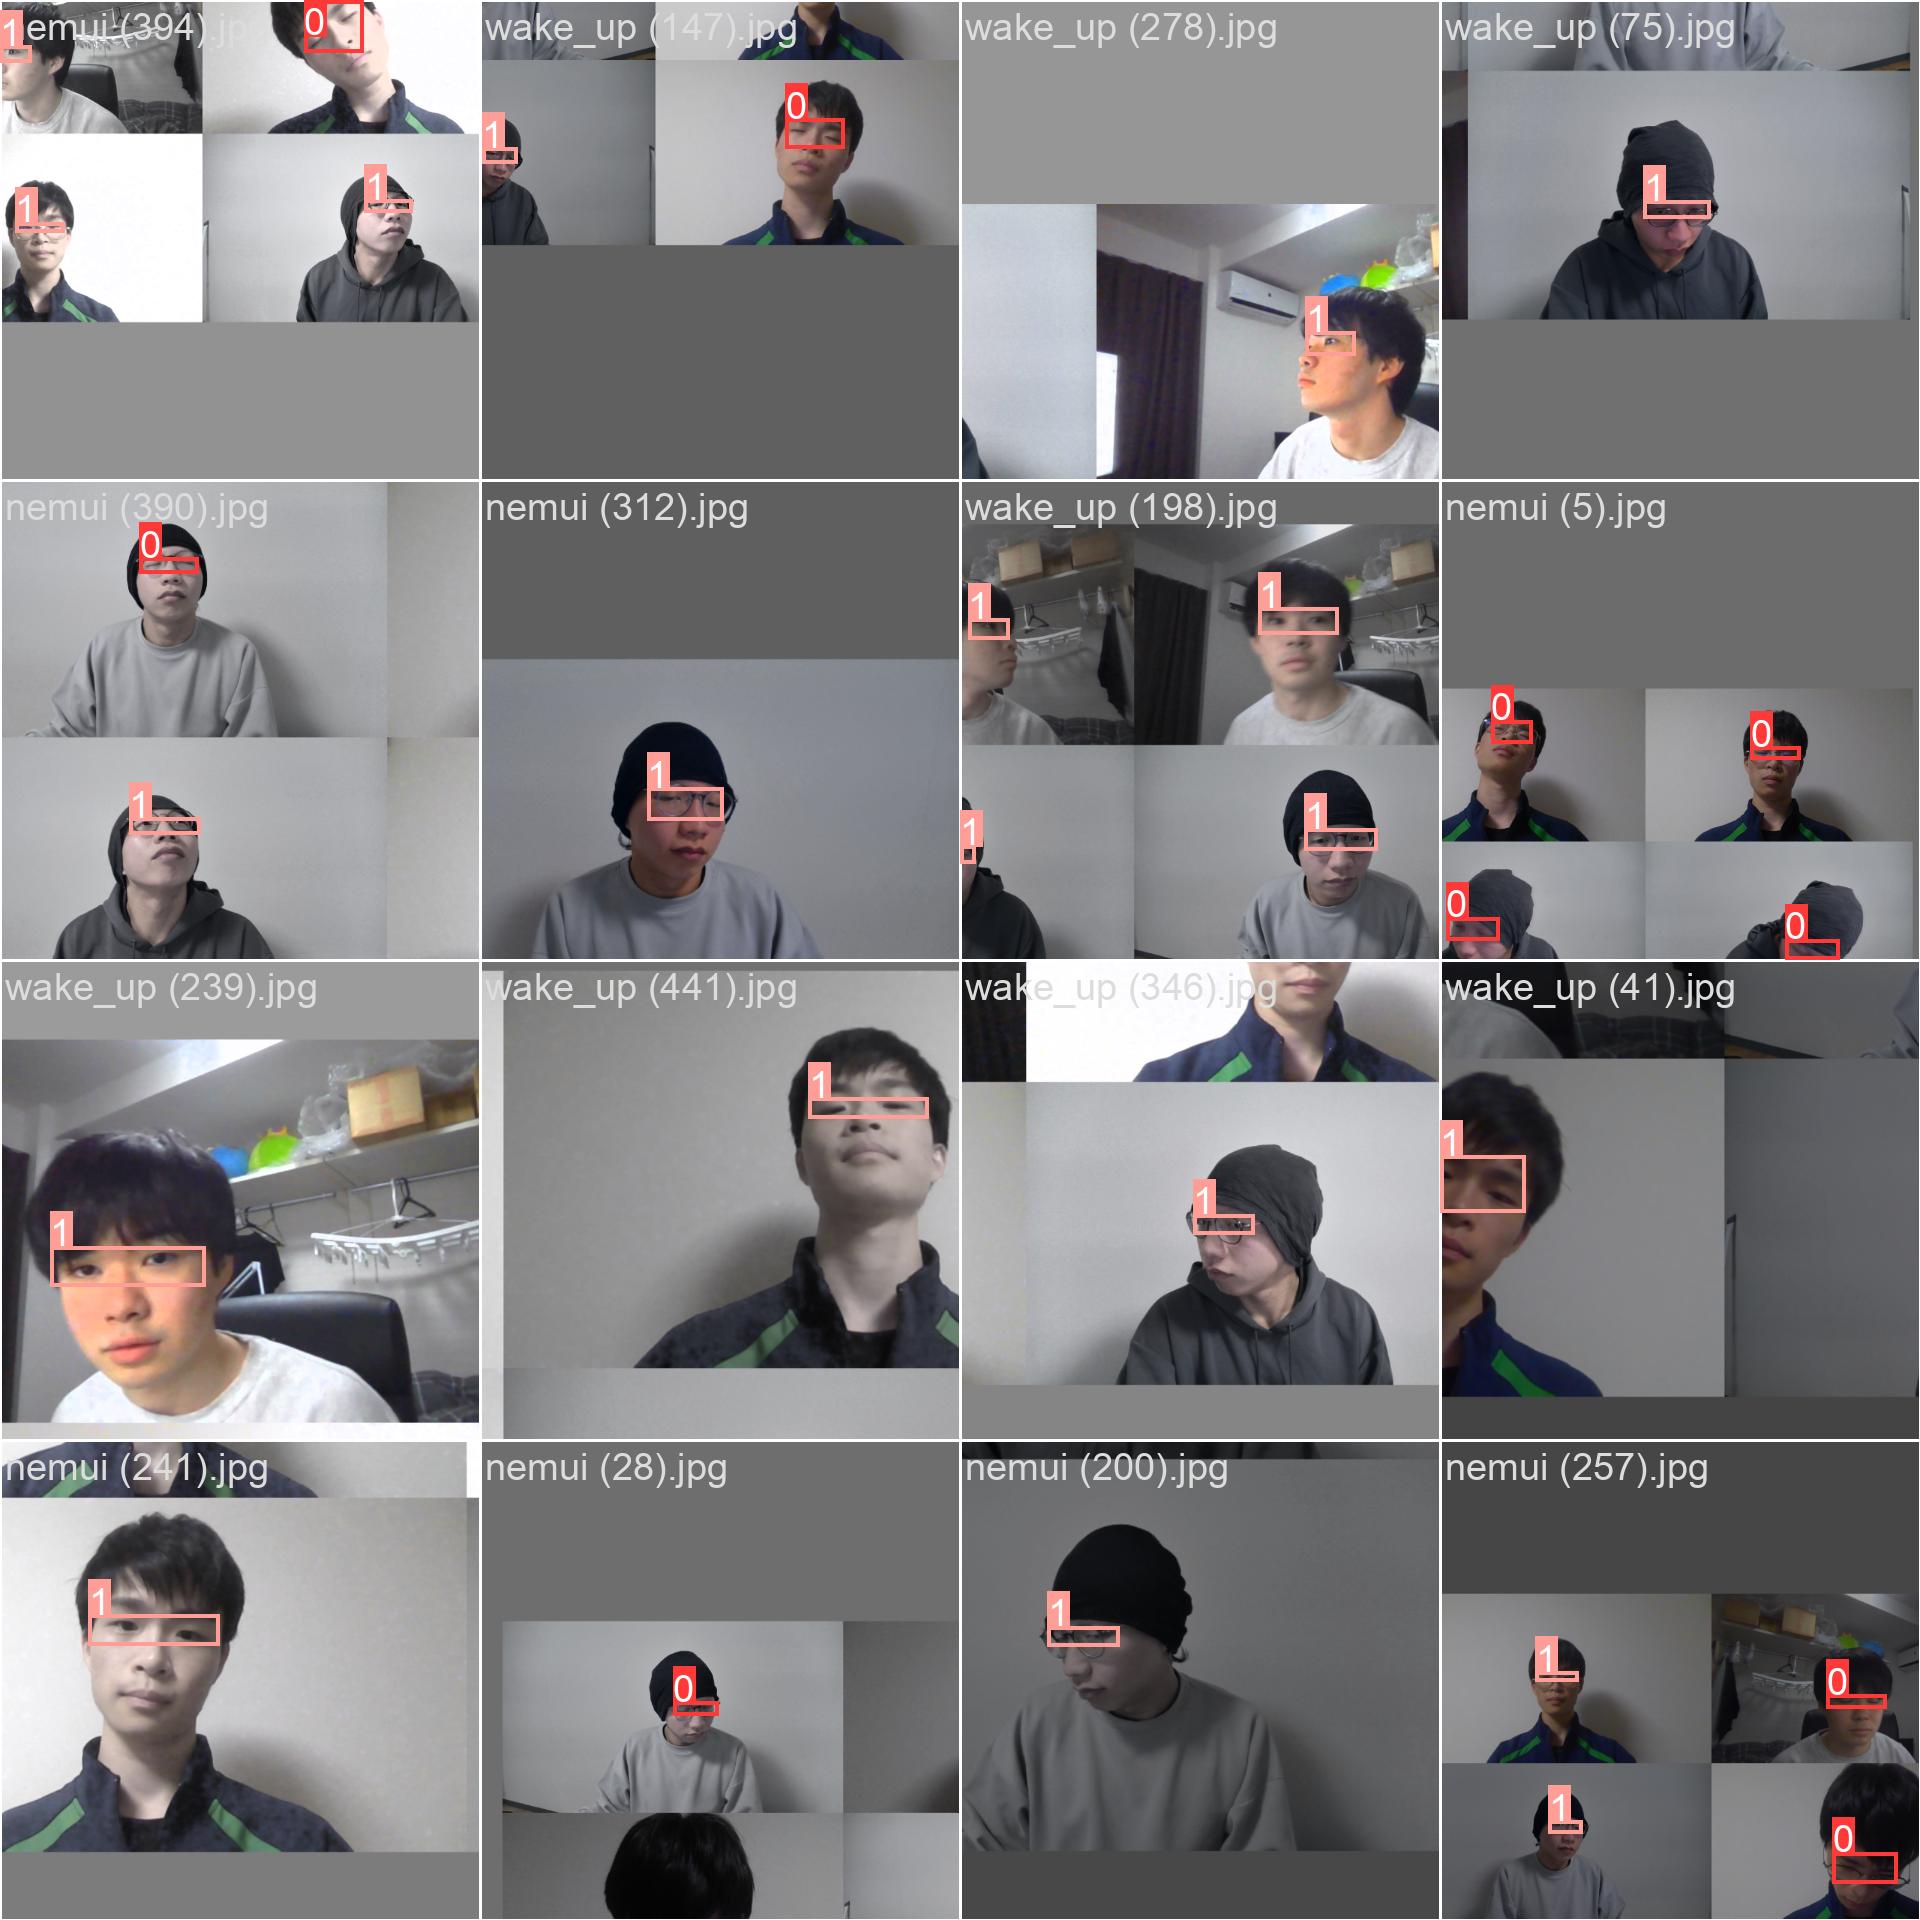 nemui (394).jpg
wake_up (147).jpg
wake_up (278).jpg
wake_up (75).jpg
1
0
1
1
1
0
1
1
nemui (390).jpg
nemui (312).jpg
wake_up (198).jpg
nemui (5).jpg
0
1
1
1
1
1
1
0
0
0
0
wake_up (239).jpg
wake_up (441).jpg
wake_up (346).jpg
wake_up (41).jpg
1
1
1
1
nemui (241).jpg
nemui (28).jpg
nemui (200).jpg
nemui (257).jpg
1
0
1
1
0
1
0